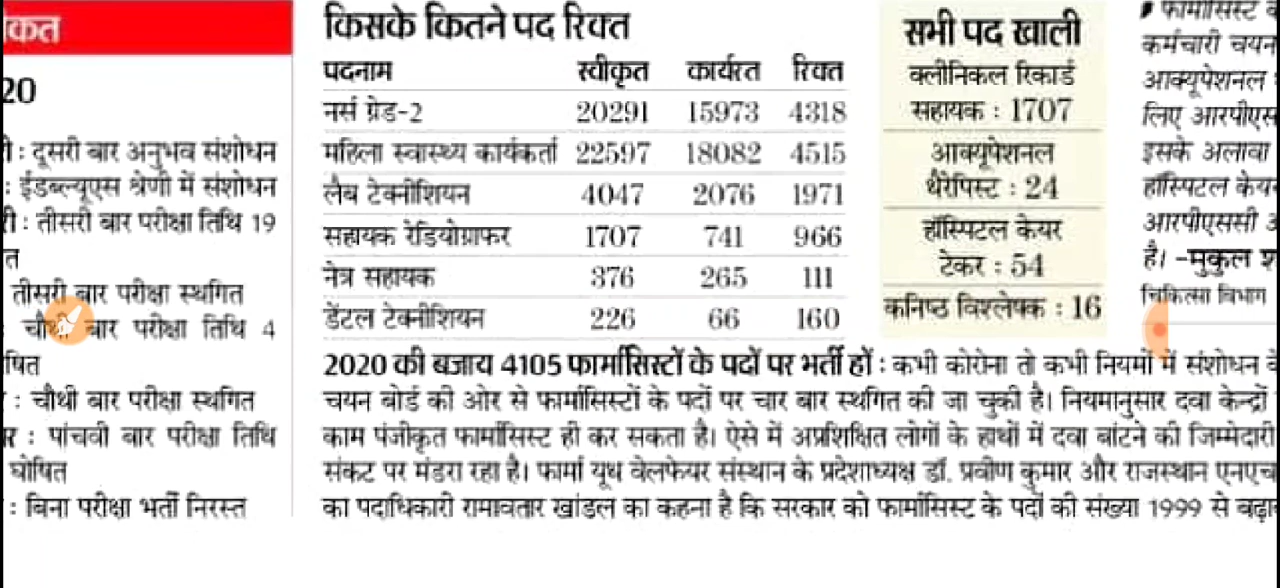 कत
20
: दूसरी बार अनुभव संशोधन
: ईडब्ल्यूएस श्रेणी में संशोधन
: तीसरी बार परीक्षा तिथि 19
त
तीसरी बार परीक्षा स्थगित
चौथी बार परीक्षा तिथि 4
षित
: चौथी बार परीक्षा स्थगित
: पांचवी बार परीक्षा तिथि
घोषित
: बिना परीक्षा भर्ती निरस्त
किसके कितने पद रिक्त
पदनाम स्वीकृत कार्यरत रिक्त
नर्स ग्रेड-2 20291 15973 4318
महिला स्वास्थ्य कार्यकर्ता 22597 18082 4515
लैब टेक्नीशियन 4047 2076 1971
सहायक रेडियोग्राफर 1707 741 966
नेत्र सहायक 376 265 111
डेंटल टेक्नीशियन 226 66 160
सभी पद खाली
क्लीनिकल रिकार्ड
सहायक : 1707
आक्यूपेशनल
थैरेपिस्ट : 24
हॉस्पिटल केयर
टेकर : 54
कनिष्ठ विश्लेषक : 16
फार्मासिस्ट
कर्मचारी चयन
आक्यूपेशनल
लिए आरपीएस
इसके अलावा
हॉस्पिटल केय
आरपीएससी
है। -मुकुल श
चिकित्सा विभाग
2020 की बजाय 4105 फार्मासिस्टों के पदों पर भर्ती हों : कभी कोरोना तो कभी नियमों में संशोधन
चयन बोर्ड की ओर से फार्मासिस्टों के पदों पर चार बार स्थगित की जा चुकी है। नियमानुसार दवा केन्द्रों
काम पंजीकृत फार्मासिस्ट ही कर सकता है। ऐसे में अप्रशिक्षित लोगों के हाथों में दवा बांटने की जिम्मेदारी
संकट पर मंडरा रहा है। फार्मा यूथ वेलफेयर संस्थान के प्रदेशाध्यक्ष डॉ. प्रवीण कुमार और राजस्थान एनएच
का पदाधिकारी रामावतार खांडल का कहना है कि सरकार को फार्मासिस्ट के पदों की संख्या 1999 से बढ़ा